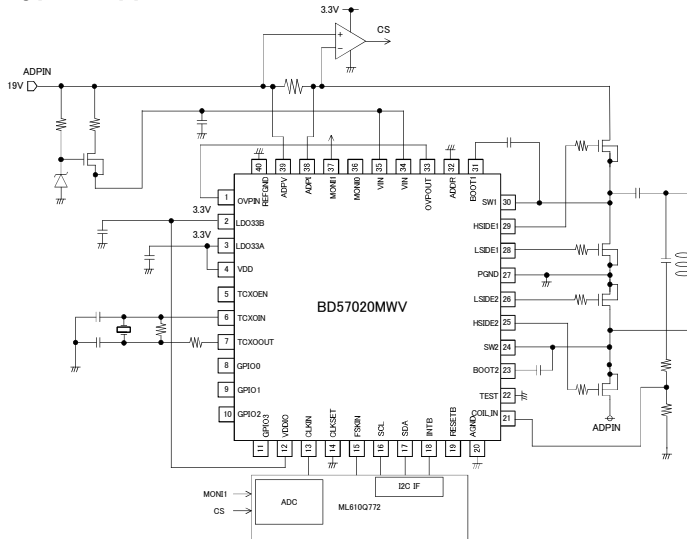 3.3V
CS
ADPIN
19V
40 39 38 37 36 35 34 33 32 31
REFGND ADPV ADPI MONI1 MONI0 VIN VIN OVPOUT ADDR BOOT1
1 OVPIN
3.3V
2 LDO33B
3.3V
3 LDO33A
4 VDD
5 TCXOEN
6 TCXOIN
7 TCXOOUT
8 GPIO0
9 GPIO1
10 GPIO2
BD57020MWV
SW1 30
HSIDE1 29
LSIDE1 28
PGND 27
LSIDE2 26
HSIDE2 25
SW2 24
BOOT2 23
TEST 22
COIL_IN 21
ADPIN
GPIO3 VDDIO CLKIN CLKSET FSKIN SCL SDA INTB RESETB AGND
11 12 13 14 15 16 17 18 19 20
MONI1
CS
ADC
ML610Q772
I2C IF